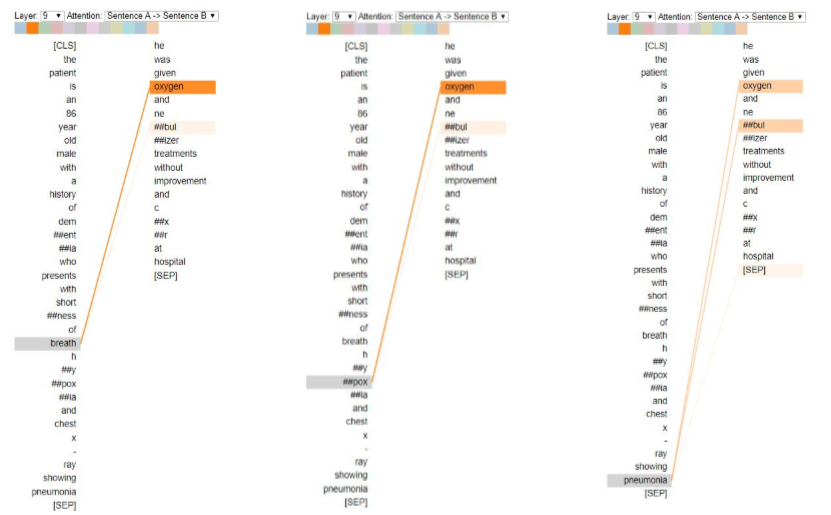 Layer: 9 Attention: Sentence A -> Sentence B
[CLS] he
the was
patient given
is oxygen
an and
86 ne
year ##bul
old ##izer
male treatments
with without
a improvement
history and
of c
dem ##x
##ent ##r
##ia at
who hospital
presents [SEP]
with
short
##ness
of
breath
h
##y
##pox
##ia
and
chest
x
-
ray
showing
pneumonia
[SEP]
Layer: 9 Attention: Sentence A -> Sentence B
[CLS] he
the was
patient given
is oxygen
an and
86 ne
year ##bul
old ##izer
male treatments
with without
a improvement
history and
of c
dem ##x
##ent ##r
##ia at
who hospital
presents [SEP]
with
short
##ness
of
breath
h
##y
##pox
##ia
and
chest
x
-
ray
showing
pneumonia
[SEP]
Layer: 9 Attention: Sentence A -> Sentence B
[CLS] he
the was
patient given
is oxygen
an and
86 ne
year ##bul
old ##izer
male treatments
with without
a improvement
history and
of c
dem ##x
##ent ##r
##ia at
who hospital
presents [SEP]
with
short
##ness
of
breath
h
##y
##pox
##ia
and
chest
x
-
ray
showing
pneumonia
[SEP]